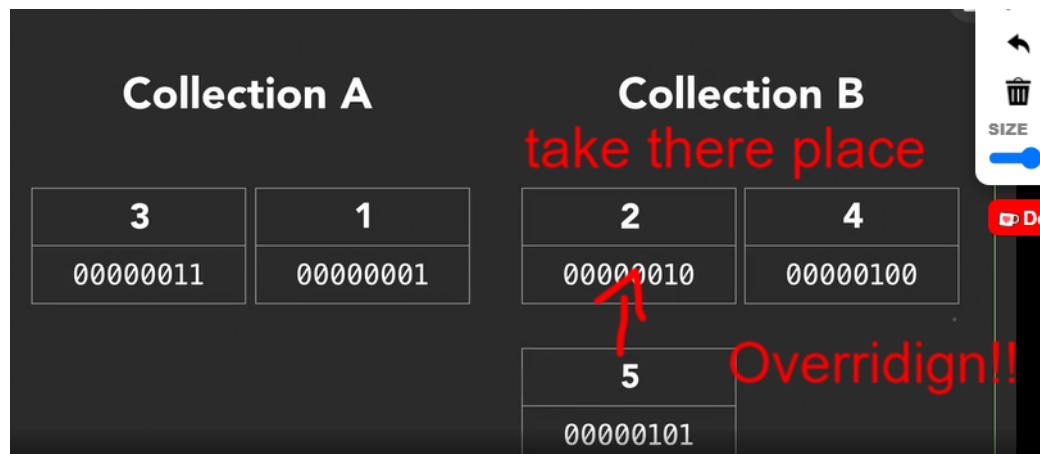 Collection A
Collection B
SIZE
take there place
3
1
2
4
00000011
00000001
00000010
00000100
Overridign!!
5
00000101